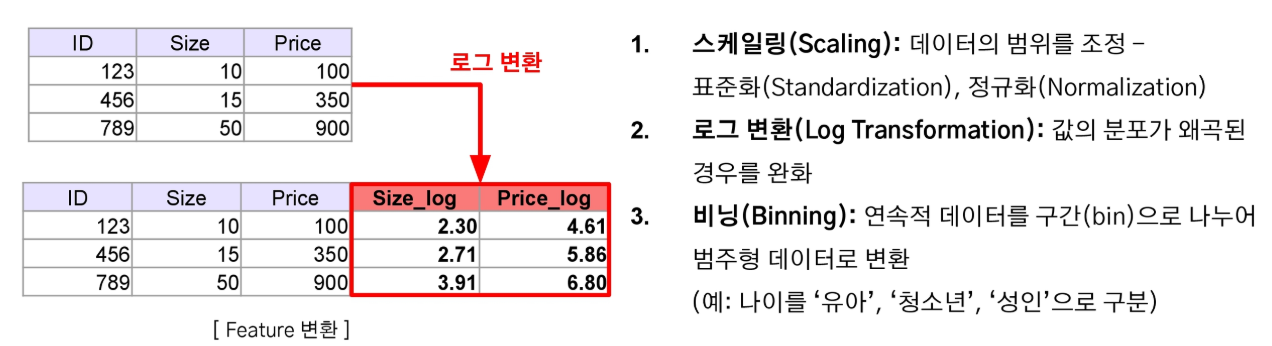 ID Size Price
123 10 100
456 15 350
789 50 900
로그 변환
ID Size Price Size_log Price_log
123 10 100 2.30 4.61
456 15 350 2.71 5.86
789 50 900 3.91 6.80
[ Feature 변환 ]
1. 스케일링(Scaling): 데이터의 범위를 조정 –
표준화(Standardization), 정규화(Normalization)
2. 로그 변환(Log Transformation): 값의 분포가 왜곡된
경우를 완화
3. 비닝(Binning): 연속적 데이터를 구간(bin)으로 나누어
범주형 데이터로 변환
(예: 나이를 ‘유아’, ‘청소년’, ‘성인’으로 구분)